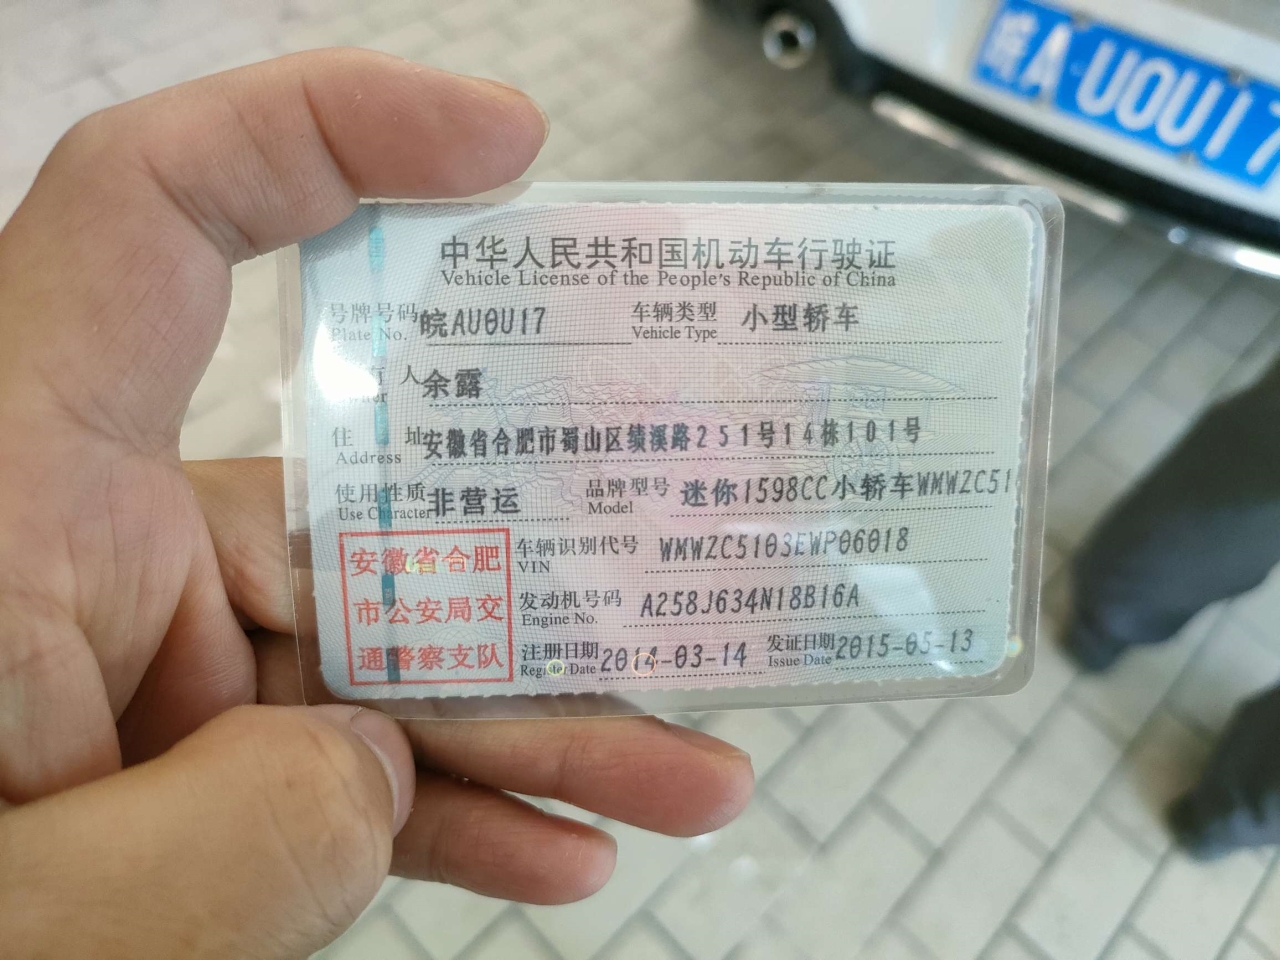 皖A·U0U17
中华人民共和国机动车行驶证
Vehicle License of the People's Republic of China
号牌号码 皖AU0U17 车辆类型 小型轿车
Plate No. Vehicle Type
人 余露
住 址 安徽省合肥市蜀山区绩溪路251号14栋101号
Address
使用性质 非营运 品牌型号 迷你1598CC小轿车WMWZC51
Use Character Model
安徽省合肥
市公安局交
通警察支队
车辆识别代号 WMWZC5103EWP06018
VIN
发动机号码 A258J634N18B16A
Engine No.
注册日期 2014-03-14 发证日期 2015-05-13
Register Date Issue Date